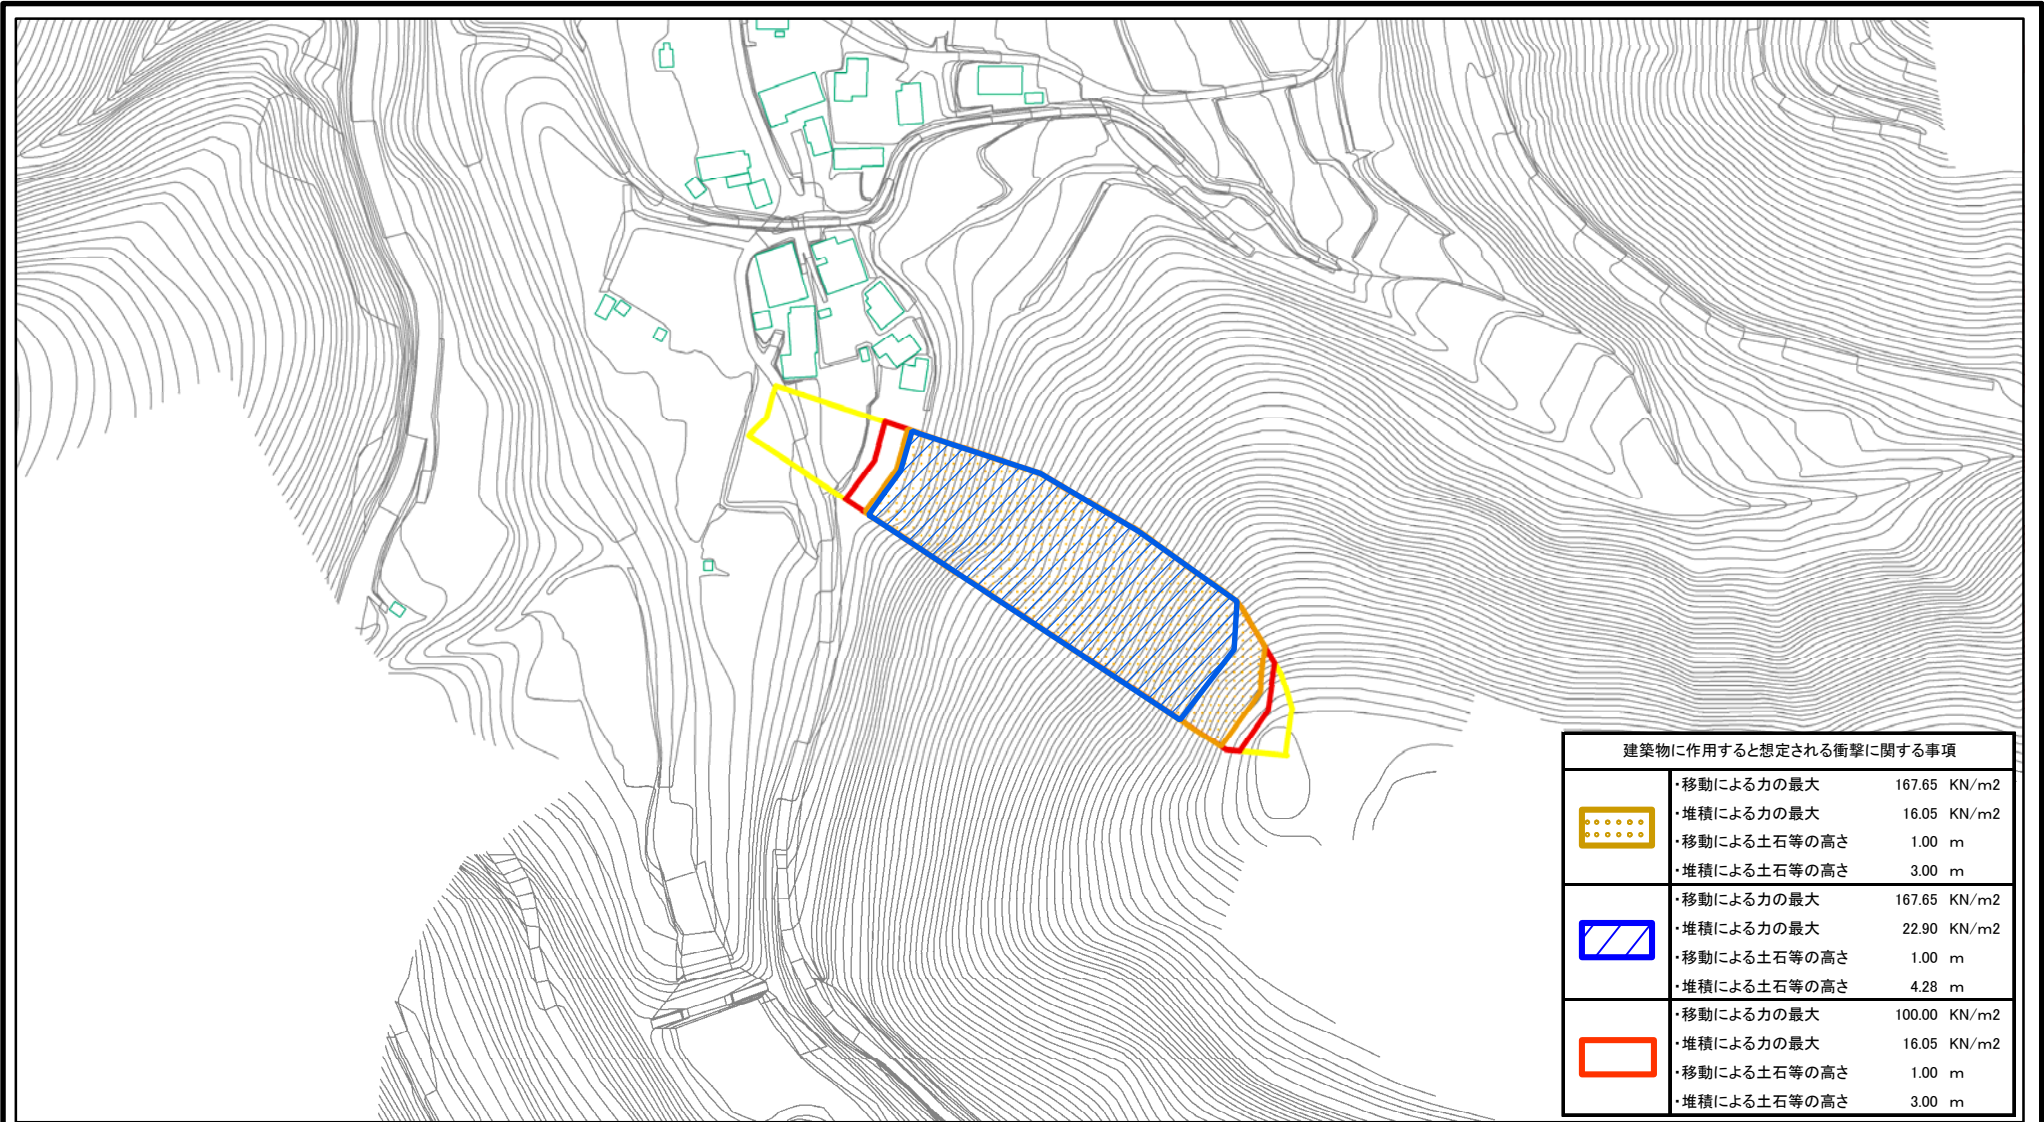 建築物に作用すると想定される衝撃に関する事項
・移動による力の最大 167.65 KN/m2
・堆積による力の最大 16.05 KN/m2
・移動による土石等の高さ 1.00 m
・堆積による土石等の高さ 3.00 m
・移動による力の最大 167.65 KN/m2
・堆積による力の最大 22.90 KN/m2
・移動による土石等の高さ 1.00 m
・堆積による土石等の高さ 4.28 m
・移動による力の最大 100.00 KN/m2
・堆積による力の最大 16.05 KN/m2
・移動による土石等の高さ 1.00 m
・堆積による土石等の高さ 3.00 m